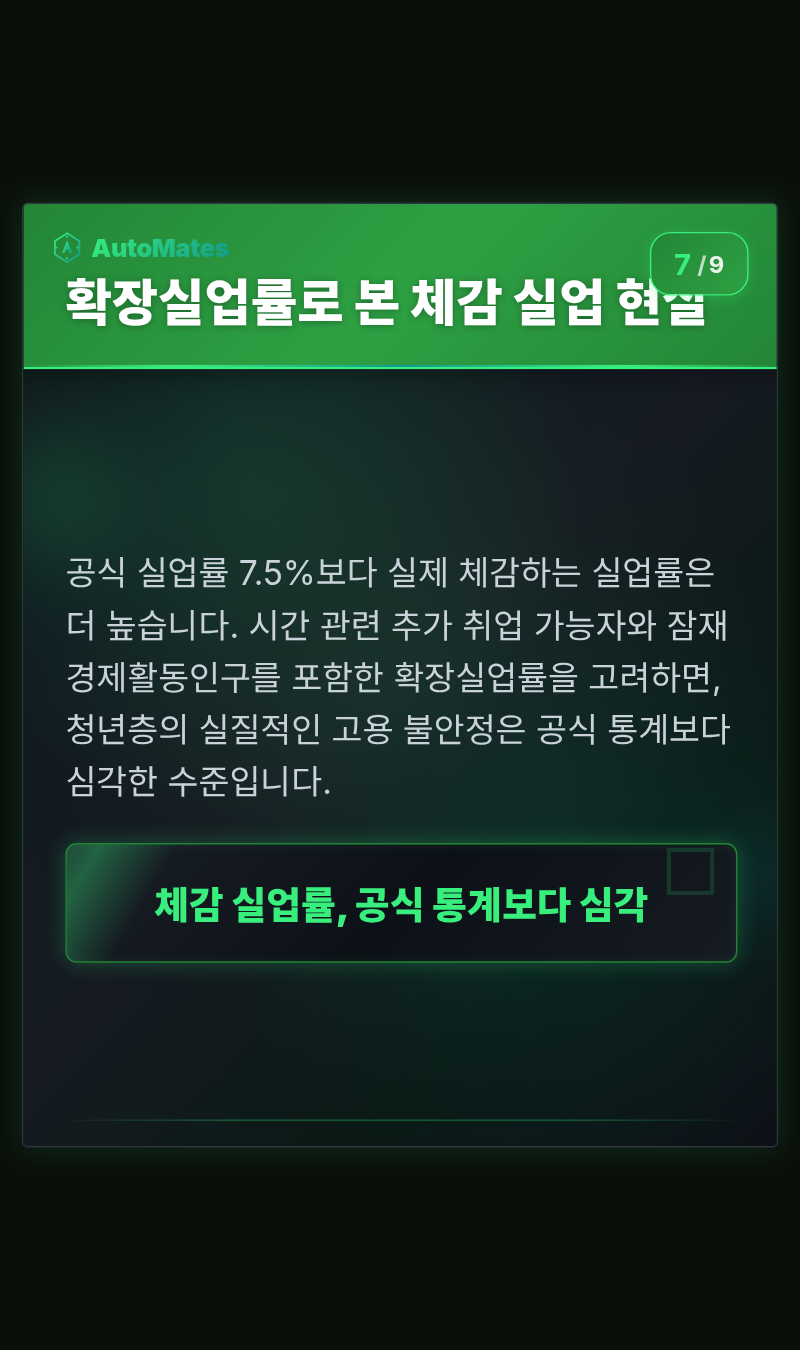 AutoMates
7/9
확장실업률로 본 체감 실업 현실
공식 실업률 7.5%보다 실제 체감하는 실업률은
더 높습니다. 시간 관련 추가 취업 가능자와 잠재
경제활동인구를 포함한 확장실업률을 고려하면,
청년층의 실질적인 고용 불안정은 공식 통계보다
심각한 수준입니다.
체감 실업률, 공식 통계보다 심각